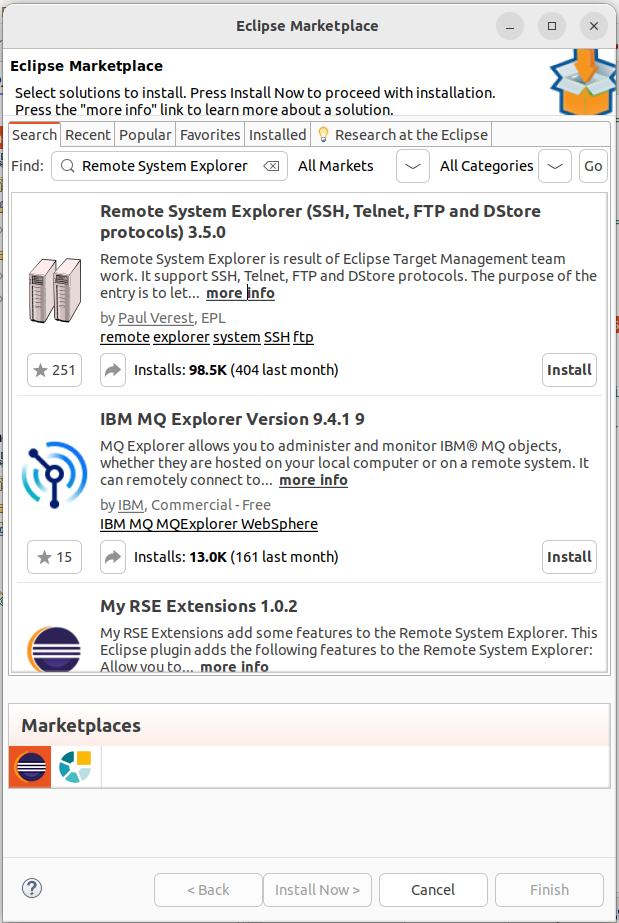 Eclipse Marketplace
Eclipse Marketplace
Select solutions to install. Press Install Now to proceed with installation.
Press the "more info" link to learn more about a solution.
Search Recent Popular Favorites Installed Research at the Eclipse
Find: Remote System Explorer All Markets All Categories Go
Remote System Explorer (SSH, Telnet, FTP and DStore
protocols) 3.5.0
Remote System Explorer is result of Eclipse Target Management team
work. It support SSH, Telnet, FTP and DStore protocols. The purpose of the
entry is to let... more info
by Paul Verest, EPL
remote explorer system SSH ftp
251 Installs: 98.5K (404 last month) Install
IBM MQ Explorer Version 9.4.1 9
MQ Explorer allows you to administer and monitor IBM® MQ objects,
whether they are hosted on your local computer or on a remote system. It
can remotely connect to... more info
by IBM, Commercial - Free
IBM MQ MQExplorer WebSphere
15 Installs: 13.0K (161 last month) Install
My RSE Extensions 1.0.2
My RSE Extensions add some features to the Remote System Explorer. This
Eclipse plugin adds the following features to the Remote System Explorer:
Allow you to... more info
Marketplaces
? < Back Install Now > Cancel Finish